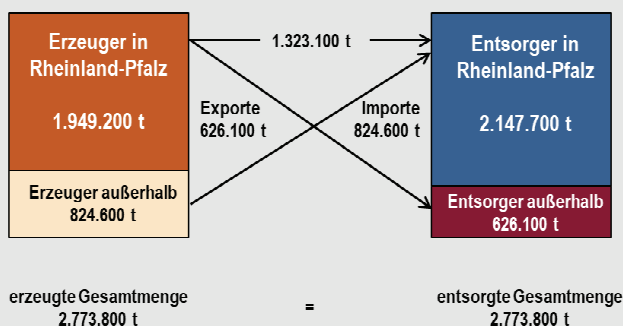 Erzeuger in
Rheinland-Pfalz
1.949.200 t
Erzeuger außerhalb
824.600 t
1.323.100 t
Exporte
626.100 t
Importe
824.600 t
Entsorger in
Rheinland-Pfalz
2.147.700 t
Entsorger außerhalb
626.100 t
erzeugte Gesamtmenge
2.773.800 t
=
entsorgte Gesamtmenge
2.773.800 t